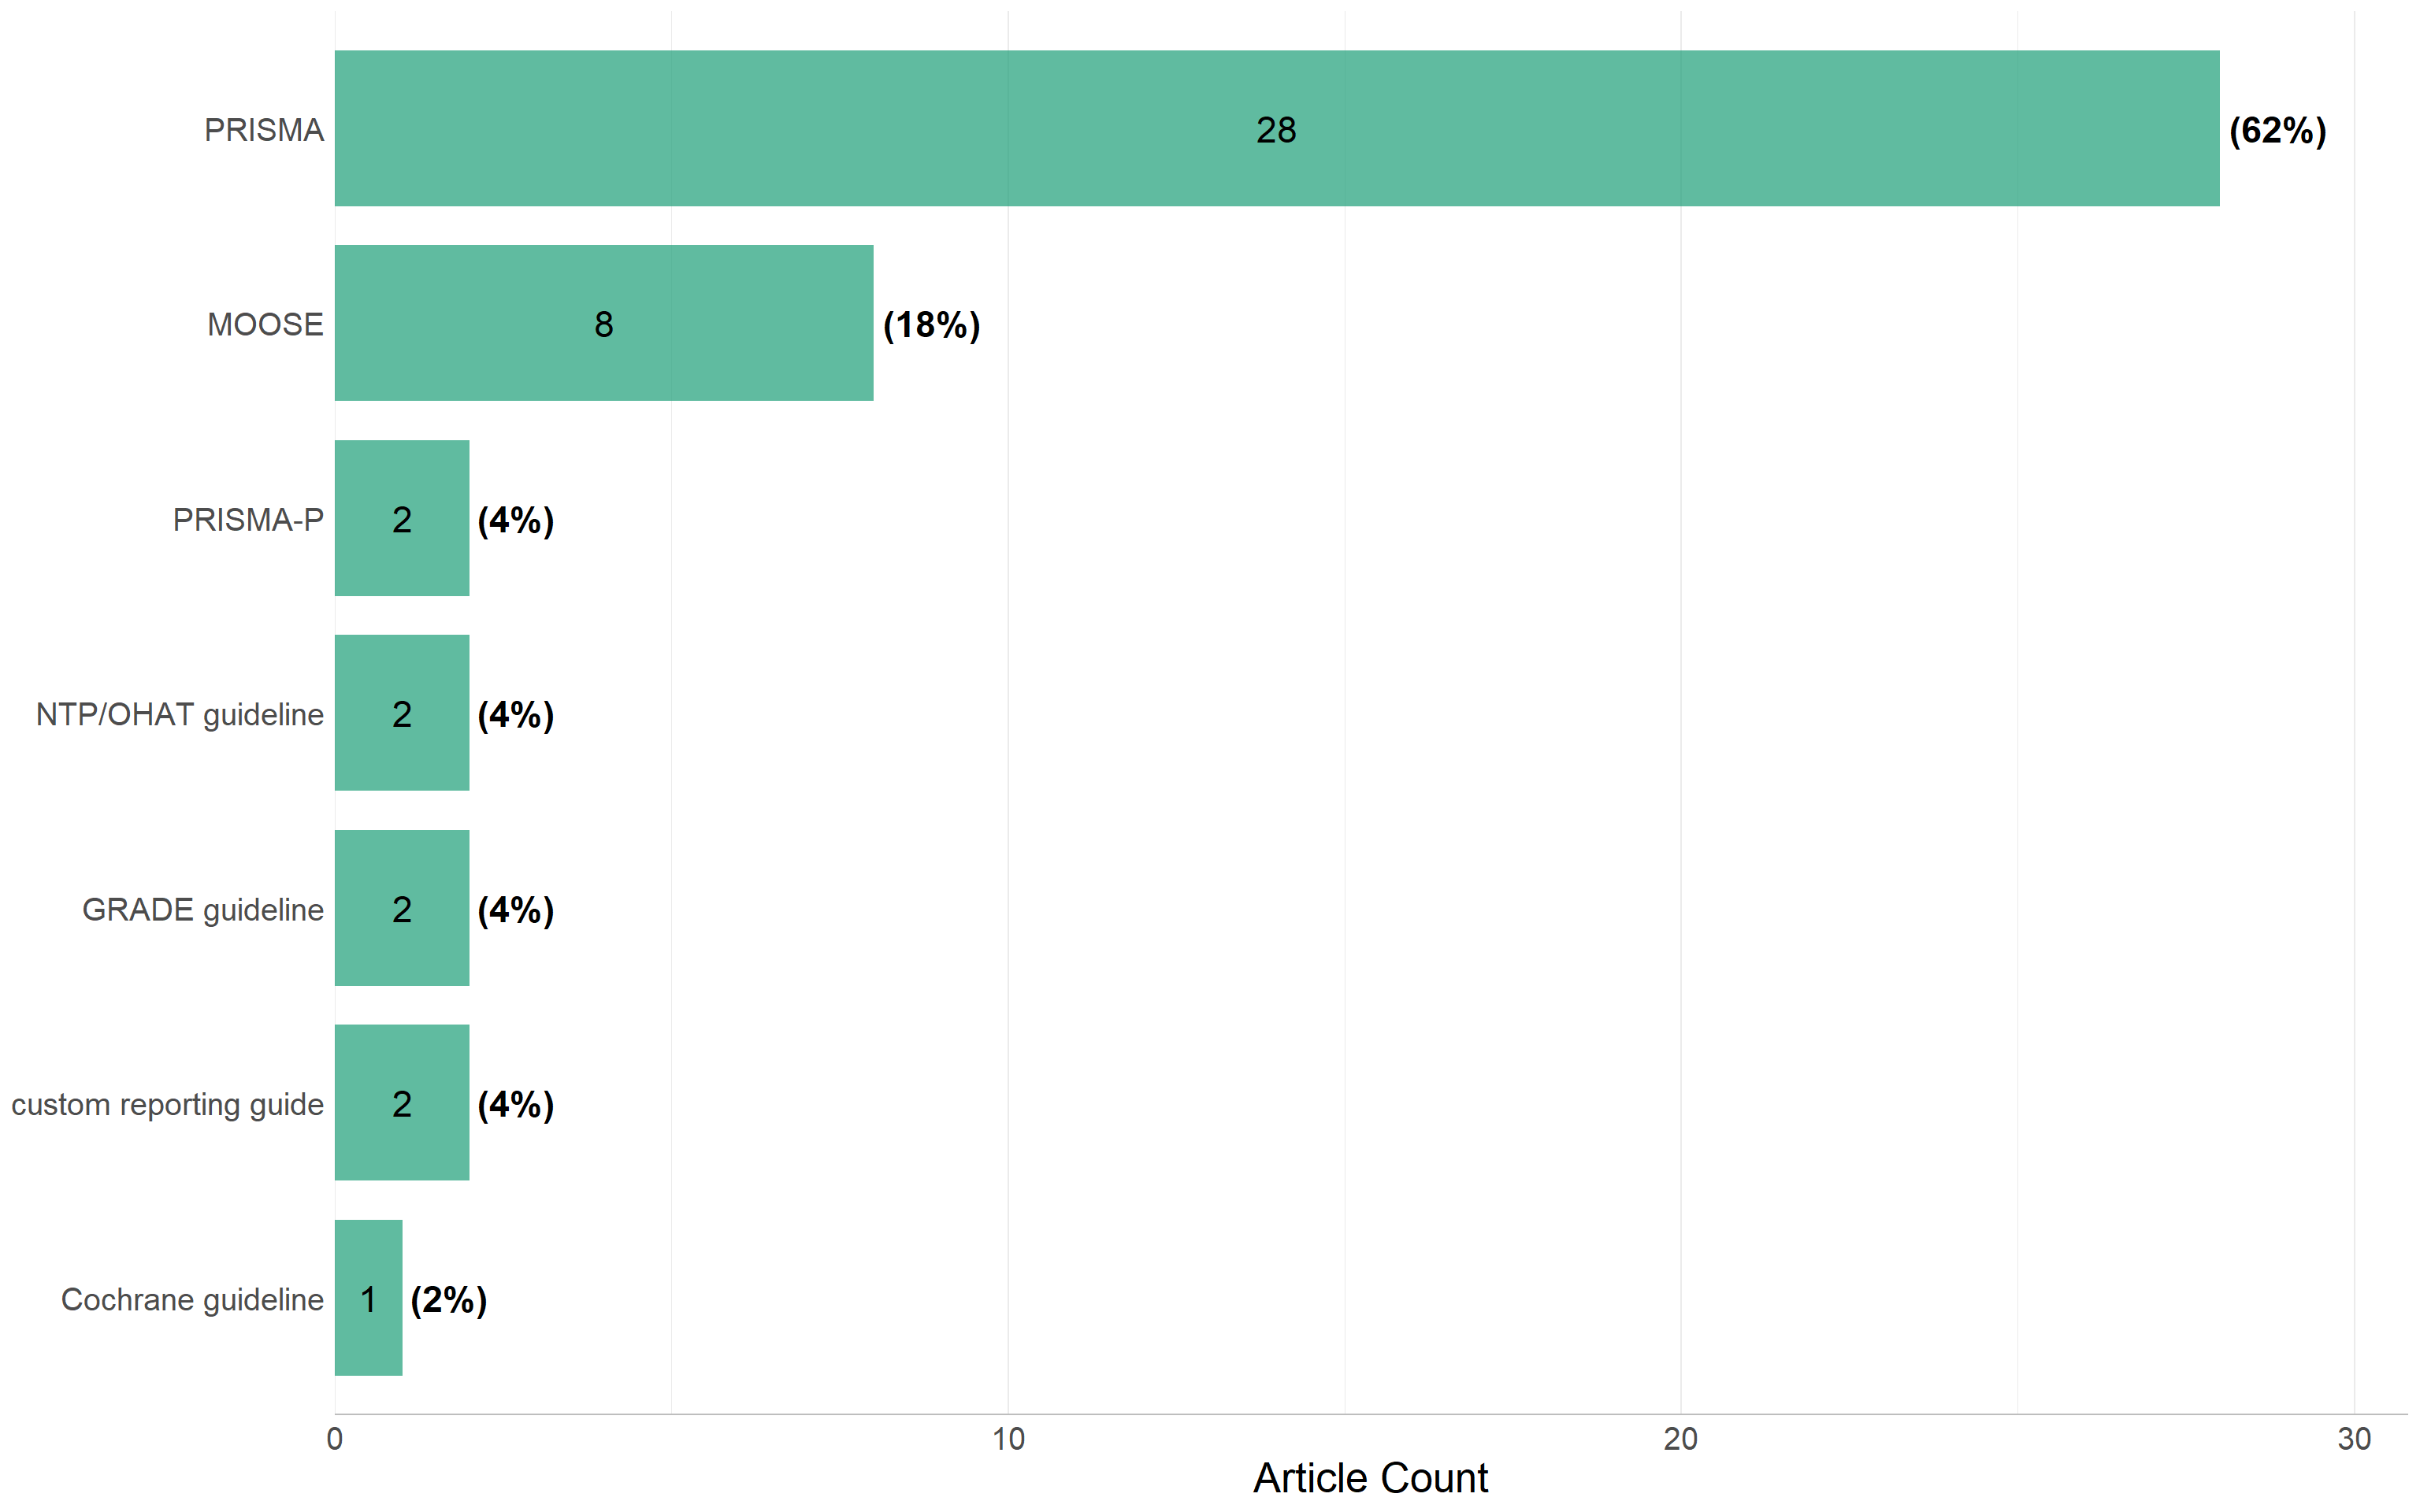 PRISMA 28 (62%)
MOOSE 8 (18%)
PRISMA-P 2 (4%)
NTP/OHAT guideline 2 (4%)
GRADE guideline 2 (4%)
custom reporting guide 2 (4%)
Cochrane guideline 1 (2%)
0 10 20 30
Article Count